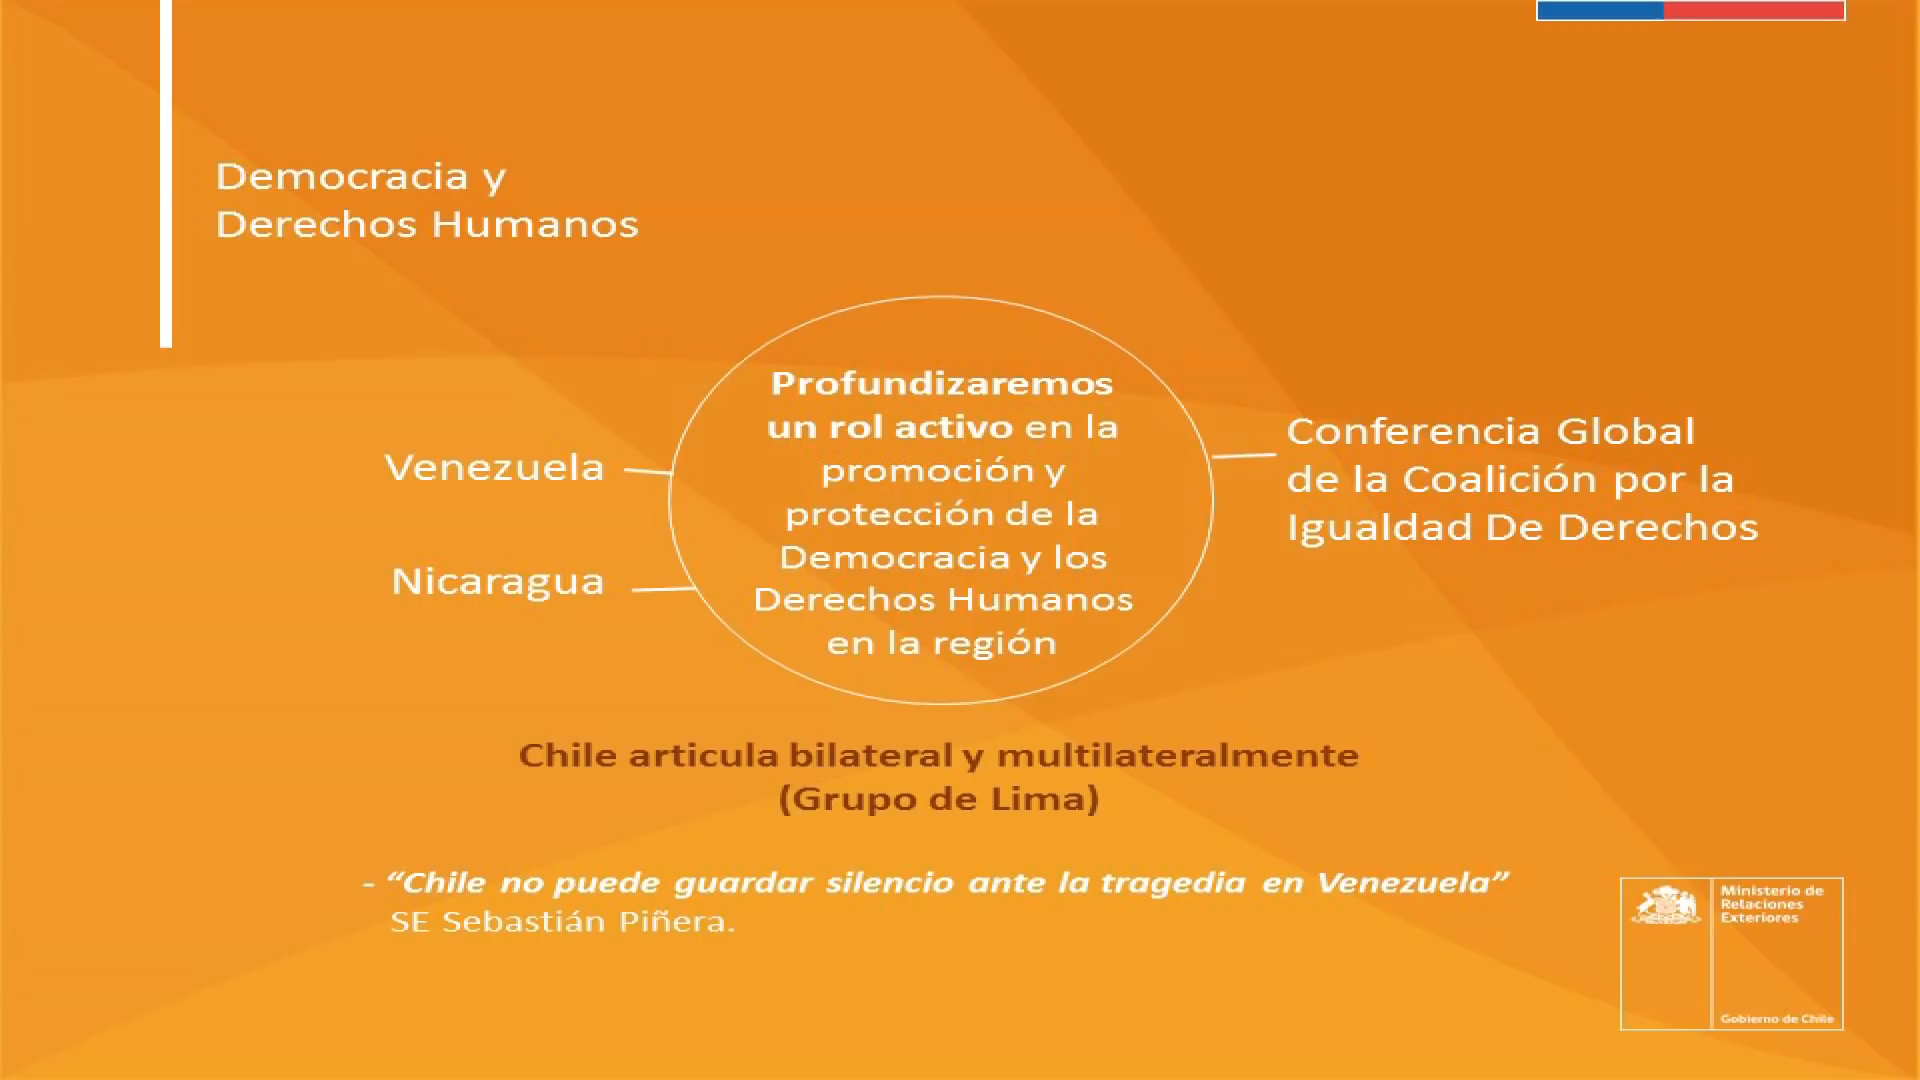 Democracia y
Derechos Humanos
Profundizaremos
un rol activo en la
promoción y
protección de la
Democracia y los
Derechos Humanos
en la región
Venezuela
Nicaragua
Conferencia Global
de la Coalición por la
Igualdad De Derechos
Chile articula bilateral y multilateralmente
(Grupo de Lima)
- “Chile no puede guardar silencio ante la tragedia en Venezuela”
SE Sebastián Piñera.
Ministerio de
Relaciones
Exteriores
Gobierno de Chile